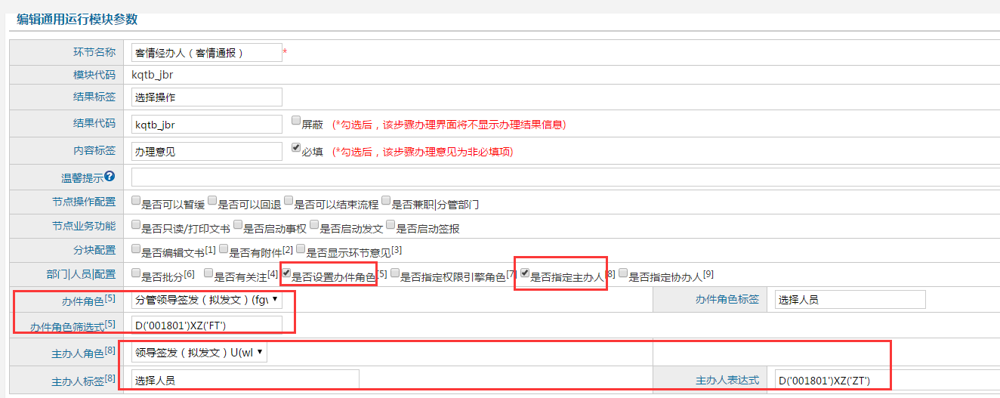 编辑通用运行模块参数
环节名称 客情经办人（客情通报） *
模块代码 kqtb_jbr
结果标签 选择操作
结果代码 kqtb_jbr 屏蔽 (*勾选后，该步骤办理界面将不显示办理结果信息)
内容标签 办理意见 必填 (*勾选后，该步骤办理意见为非必填项)
温馨提示?
节点操作配置 是否可以暂缓 是否可以回退 是否可以结束流程 是否兼职|分管部门
节点业务功能 是否只读/打印文书 是否启动事权 是否启动发文 是否启动签报
分块配置 是否编辑文书[1] 是否有附件[2] 是否显示环节意见[3]
部门|人员|配置 是否批分[6] 是否有关注[4] 是否设置办件角色[5] 是否指定权限引擎角色[7] 是否指定主办人[8] 是否指定协办人[9]
办件角色[5] 分管领导签发（拟发文）(fgv 办件角色标签 选择人员
办件角色筛选式[5] D('001801')XZ('FT')
主办人角色[8] 领导签发（拟发文）U(wl
主办人标签[8] 选择人员 主办人表达式 D('001801')XZ('ZT')